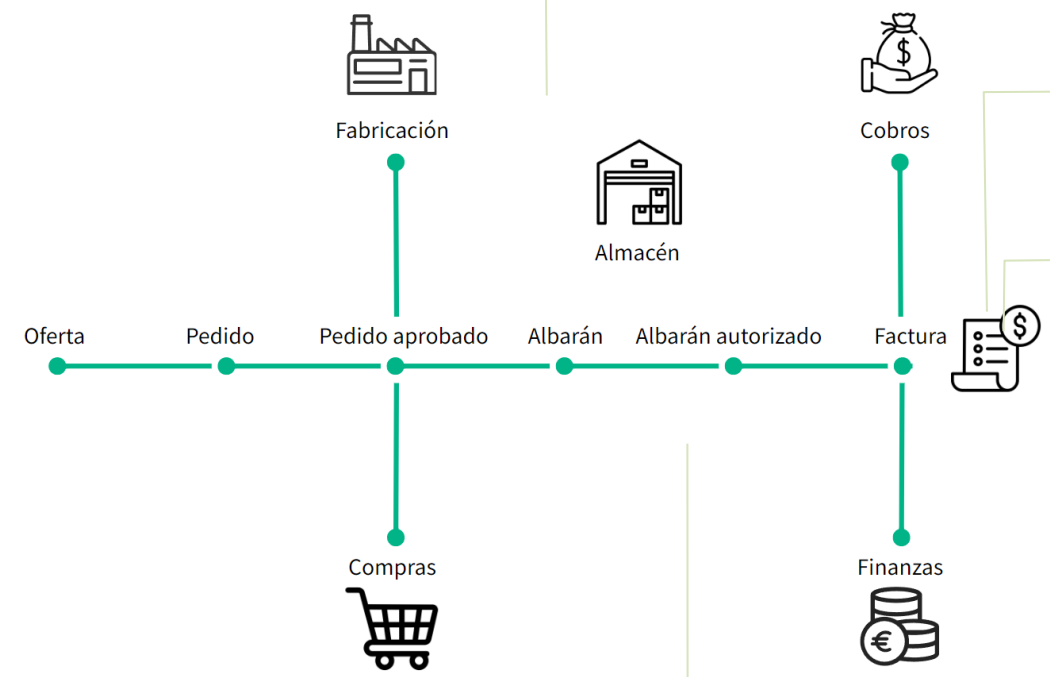 Fabricación
Cobros
Almacén
Oferta
Pedido
Pedido aprobado
Albarán
Albarán autorizado
Factura
$
$
Compras
Finanzas
€